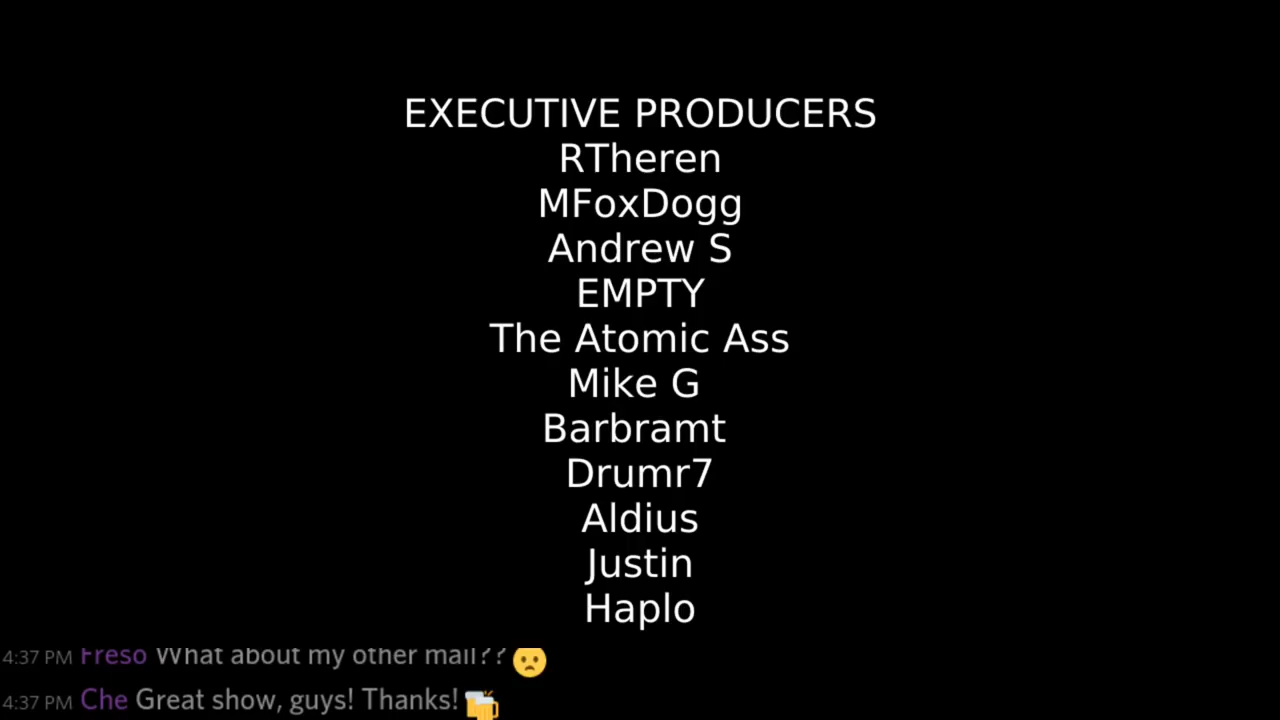 EXECUTIVE PRODUCERS
RTheren
MFoxDogg
Andrew S
EMPTY
The Atomic Ass
Mike G
Barbramt
Drumr7
Aldius
Justin
Haplo
4:37 PM Freso What about my other mail??
4:37 PM Che Great show, guys! Thanks!